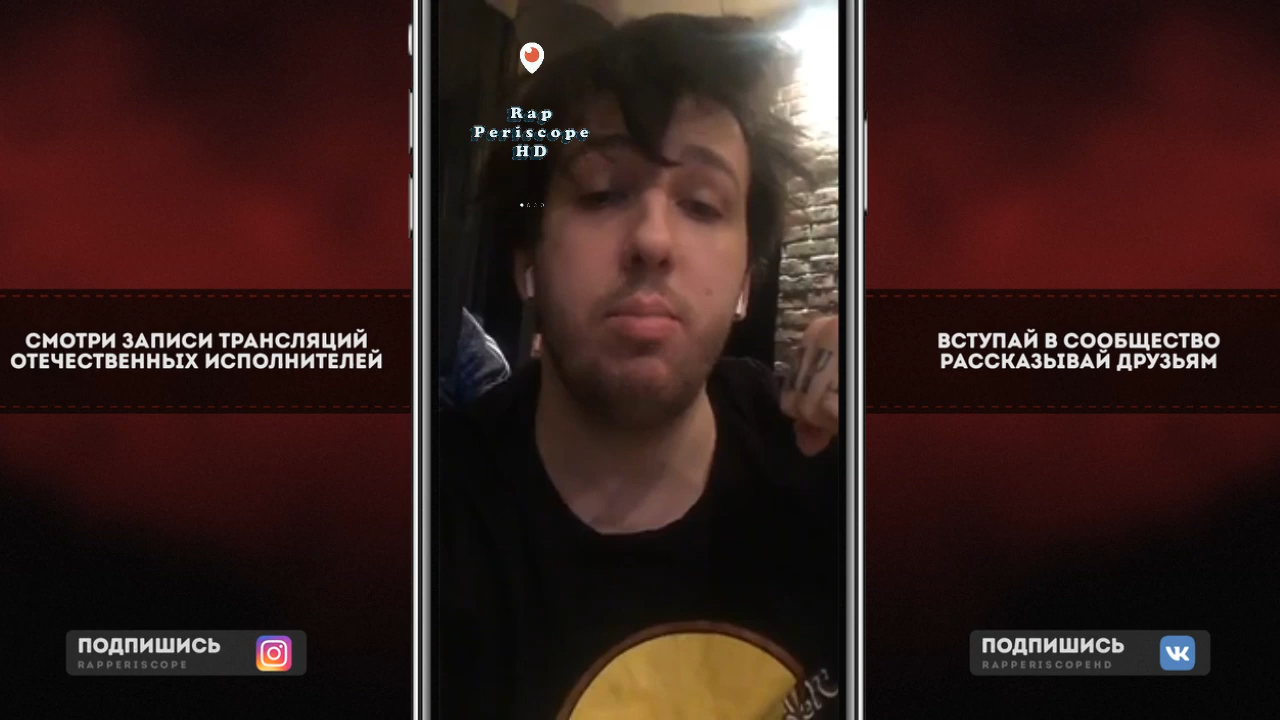 Rap
Periscope
HD
СМОТРИ ЗАПИСИ ТРАНСЛЯЦИЙ
ОТЕЧЕСТВЕННЫХ ИСПОЛНИТЕЛЕЙ
ВСТУПАЙ В СООБЩЕСТВО
РАССКАЗЫВАЙ ДРУЗЬЯМ
ПОДПИШИСЬ
RAPPERISCOPE
ПОДПИШИСЬ
RAPPERISCOPEHD